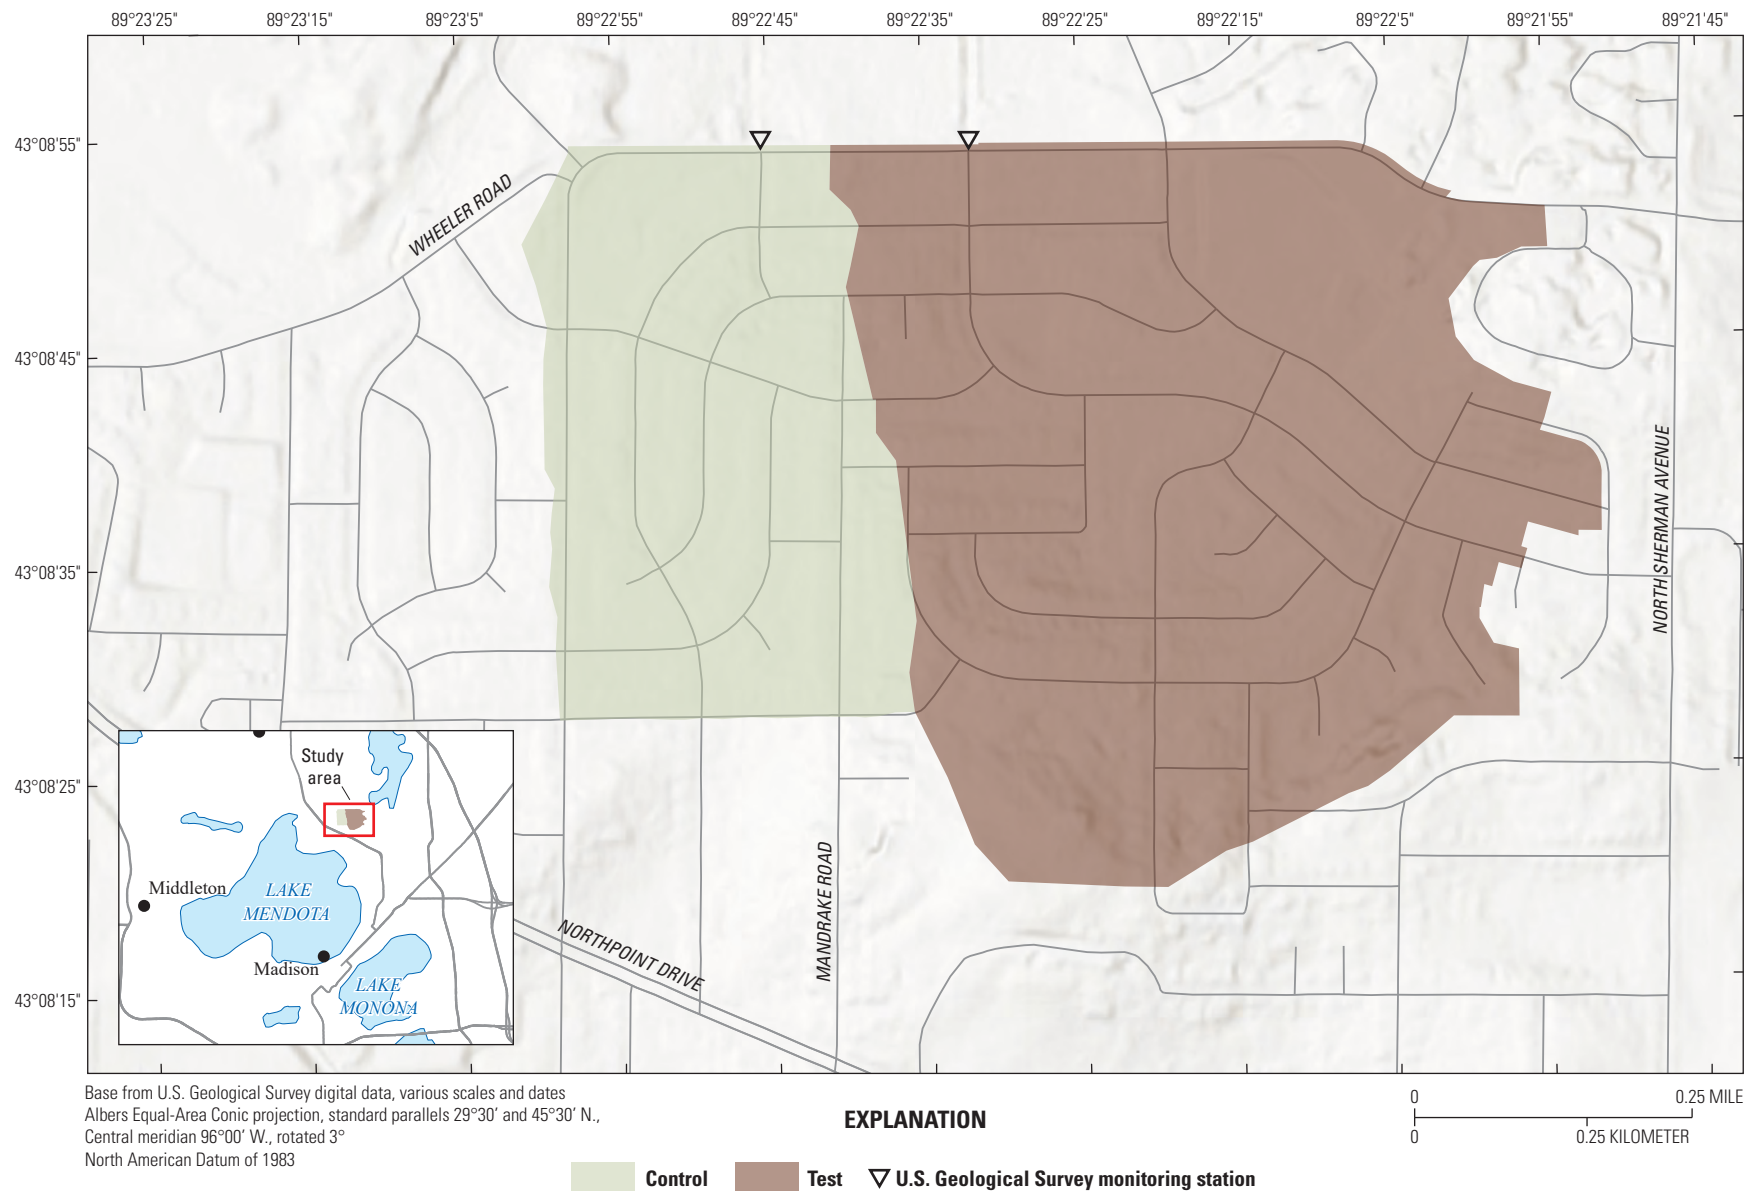 89°23'25"
89°23'15"
89°23'5"
89°22'55"
89°22'45"
89°22'35"
89°22'25"
89°22'15"
89°22'5"
89°21'55"
89°21'45"
43°08'55"
43°08'45"
43°08'35"
43°08'25"
43°08'15"
WHEELER ROAD
NORTH SHERMAN AVENUE
MANDRAKE ROAD
NORTHPOINT DRIVE
Study
area
Middleton
LAKE
MENDOTA
Madison
LAKE
MONONA
Base from U.S. Geological Survey digital data, various scales and dates
Albers Equal-Area Conic projection, standard parallels 29°30′ and 45°30′ N.,
Central meridian 96°00′ W., rotated 3°
North American Datum of 1983
EXPLANATION
Control
Test
U.S. Geological Survey monitoring station
0 0.25 MILE
0 0.25 KILOMETER